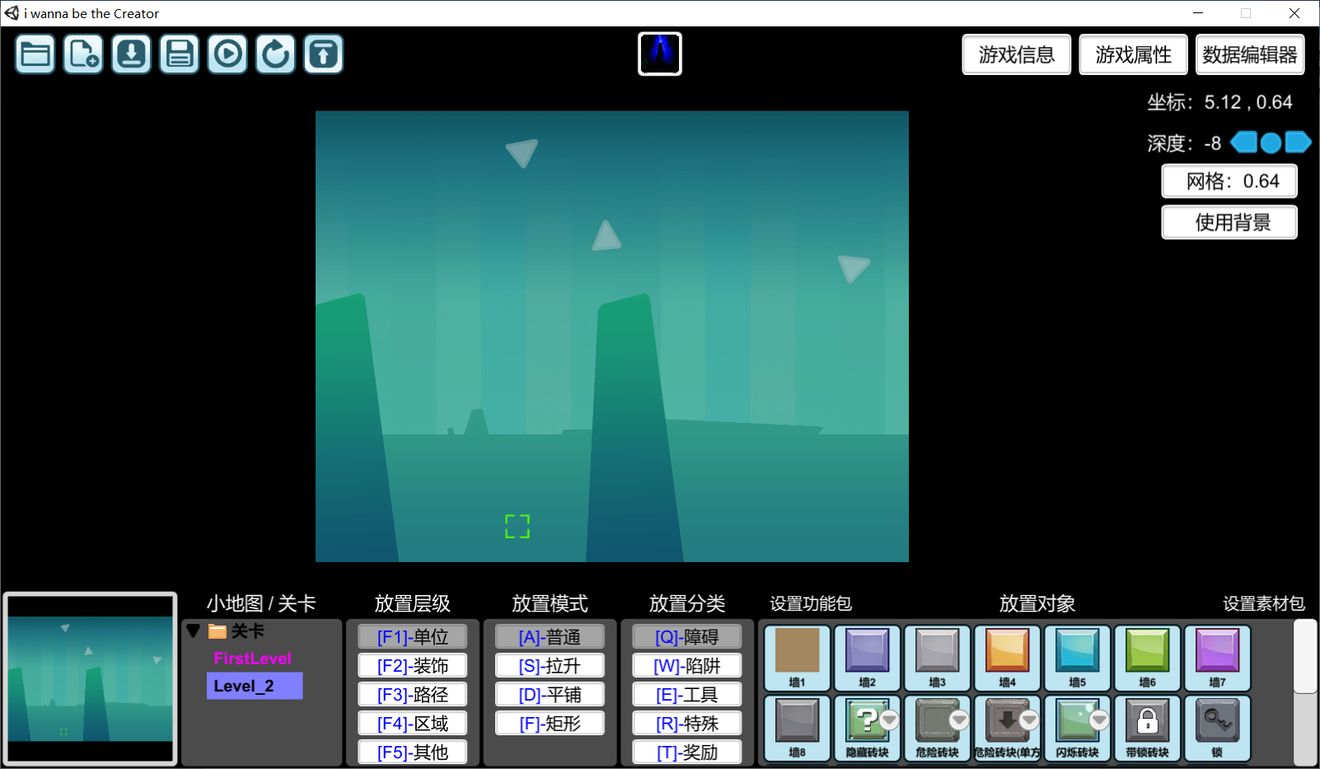 i wanna be the Creator
游戏信息
游戏属性
数据编辑器
坐标：5.12 , 0.64
深度：-8
网格：0.64
使用背景
小地图 / 关卡
关卡
FirstLevel
Level_2
放置层级
[F1]-单位
[F2]-装饰
[F3]-路径
[F4]-区域
[F5]-其他
放置模式
[A]-普通
[S]-拉升
[D]-平铺
[F]-矩形
放置分类
[Q]-障碍
[W]-陷阱
[E]-工具
[R]-特殊
[T]-奖励
设置功能包
放置对象
设置素材包
墙1
墙2
墙3
墙4
墙5
墙6
墙7
墙8
隐藏砖块
危险砖块
危险砖块(单方
闪烁砖块
带锁砖块
锁